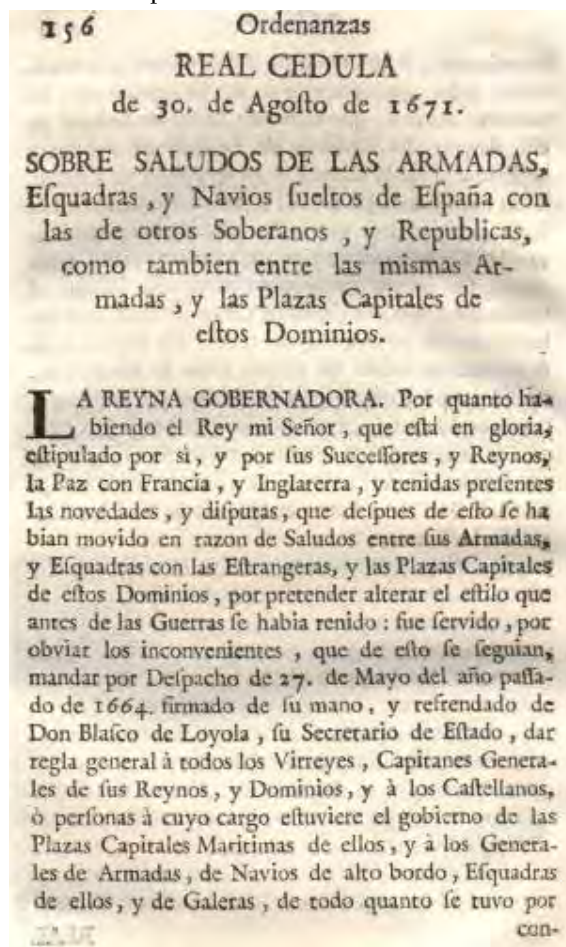 156 Ordenanzas
REAL CEDULA
de 30. de Agoſto de 1671.
SOBRE SALUDOS DE LAS ARMADAS,
Eſquadras, y Navios ſueltos de Eſpaña con
las de otros Soberanos, y Republicas,
como tambien entre las mismas Ar-
madas, y las Plazas Capitales de
eſtos Dominios.
LA REYNA GOBERNADORA. Por quanto ha-
biendo el Rey mi Señor, que eſtá en gloria,
eſtipulado por si, y por ſus Succeſſores, y Reynos,
la Paz con Francia, y Inglaterra, y tenidas preſentes
las novedades, y diſputas, que deſpues de eſto ſe ha
bian movido en razon de Saludos entre ſus Armadas,
y Eſquadras con las Eſtrangeras, y las Plazas Capitales
de eſtos Dominios, por pretender alterar el eſtilo que
antes de las Guerras ſe habia tenido: fue ſervido, por
obviar los inconvenientes, que de eſto ſe ſeguian,
mandar por Deſpacho de 27. de Mayo del año paſſa-
do de 1664. firmado de ſu mano, y refrendado de
Don Blaſco de Loyola, ſu Secretario de Eſtado, dar
regla general à todos los Virreyes, Capitanes Genera-
les de ſus Reynos, y Dominios, y à los Caſtellanos,
ò perſonas à cuyo cargo eſtuviere el gobierno de las
Plazas Capitales Maritimas de ellos, y à los Genera-
les de Armadas, de Navios de alto bordo, Eſquadras
de ellos, y de Galeras, de todo quanto ſe tuvo por
con-